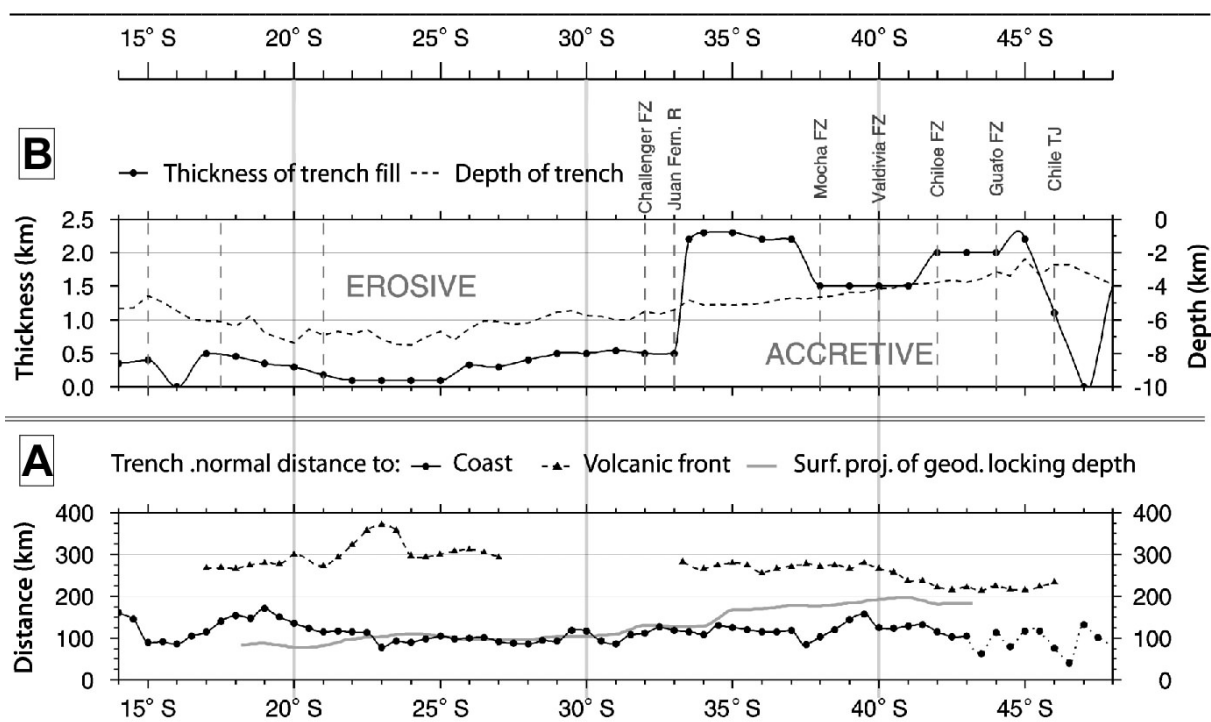 15° S 20° S 25° S 30° S 35° S 40° S 45° S
B
Challenger FZ
Juan Fern. R
Mocha FZ
Valdivia FZ
Chiloe FZ
Guafo FZ
Chile TJ
Thickness of trench fill Depth of trench
Thickness (km)
2.5
2.0
1.5
1.0
0.5
0.0
EROSIVE
ACCRETIVE
0
-2
-4
-6
-8
-10
Depth (km)
A
Trench .normal distance to: Coast Volcanic front Surf. proj. of geod. locking depth
Distance (km)
400
300
200
100
0
400
300
200
100
0
15° S 20° S 25° S 30° S 35° S 40° S 45° S